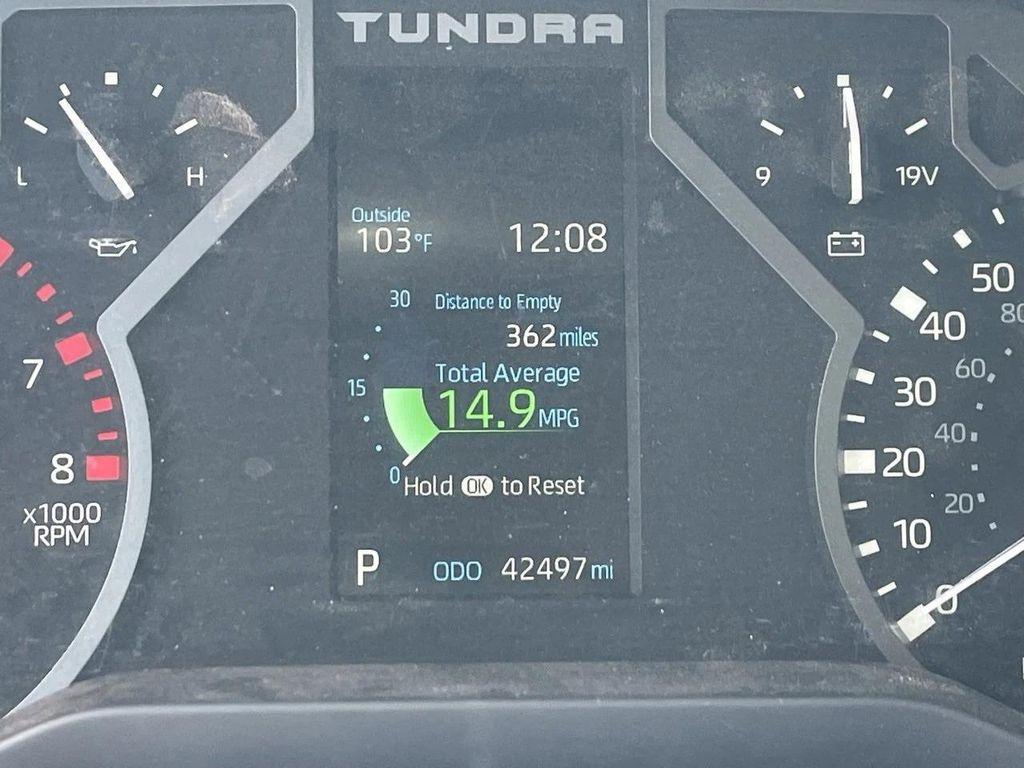 TUNDRA
L H
9 19V
Outside
103°F 12:08
30 Distance to Empty
362 miles
Total Average
15 14.9 MPG
0 Hold OK to Reset
P ODO 42497 mi
7
8
x1000
RPM
50
40
30
20
10
0
80
60
40
20